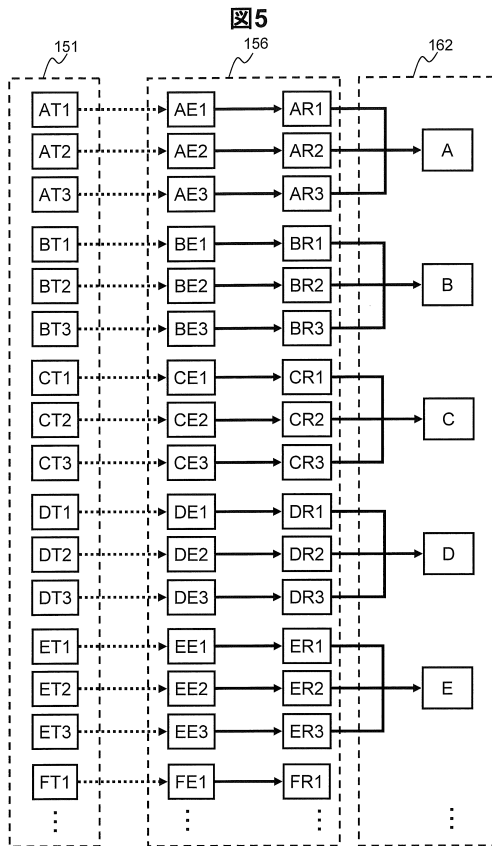 図5
151 156 162
AT1 AE1 AR1
AT2 AE2 AR2 A
AT3 AE3 AR3
BT1 BE1 BR1
BT2 BE2 BR2 B
BT3 BE3 BR3
CT1 CE1 CR1
CT2 CE2 CR2 C
CT3 CE3 CR3
DT1 DE1 DR1
DT2 DE2 DR2 D
DT3 DE3 DR3
ET1 EE1 ER1
ET2 EE2 ER2 E
ET3 EE3 ER3
FT1 FE1 FR1
⋮ ⋮ ⋮ ⋮